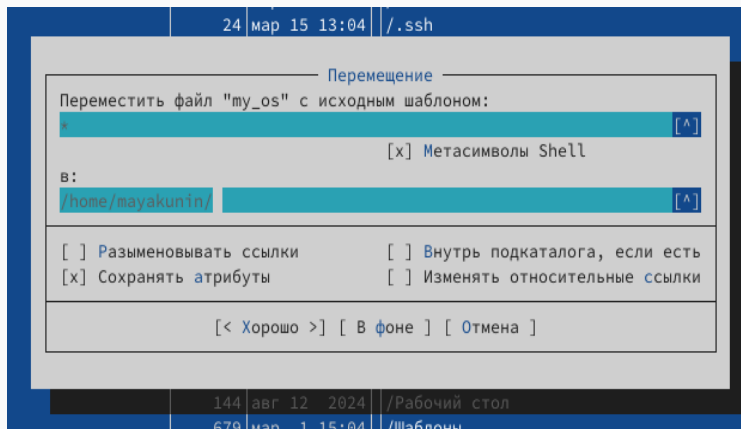 24 мар 15 13:04 /.ssh
Перемещение
Переместить файл "my_os" с исходным шаблоном:
* [^]
[x] Метасимволы Shell
в:
/home/mayakunin/ [^]
[ ] Разыменовывать ссылки [ ] Внутрь подкаталога, если есть
[x] Сохранять атрибуты [ ] Изменять относительные ссылки
[< Хорошо >] [ В фоне ] [ Отмена ]
144 авг 12 2024 /Рабочий стол
679 мар 1 15:04 /Шаблоны